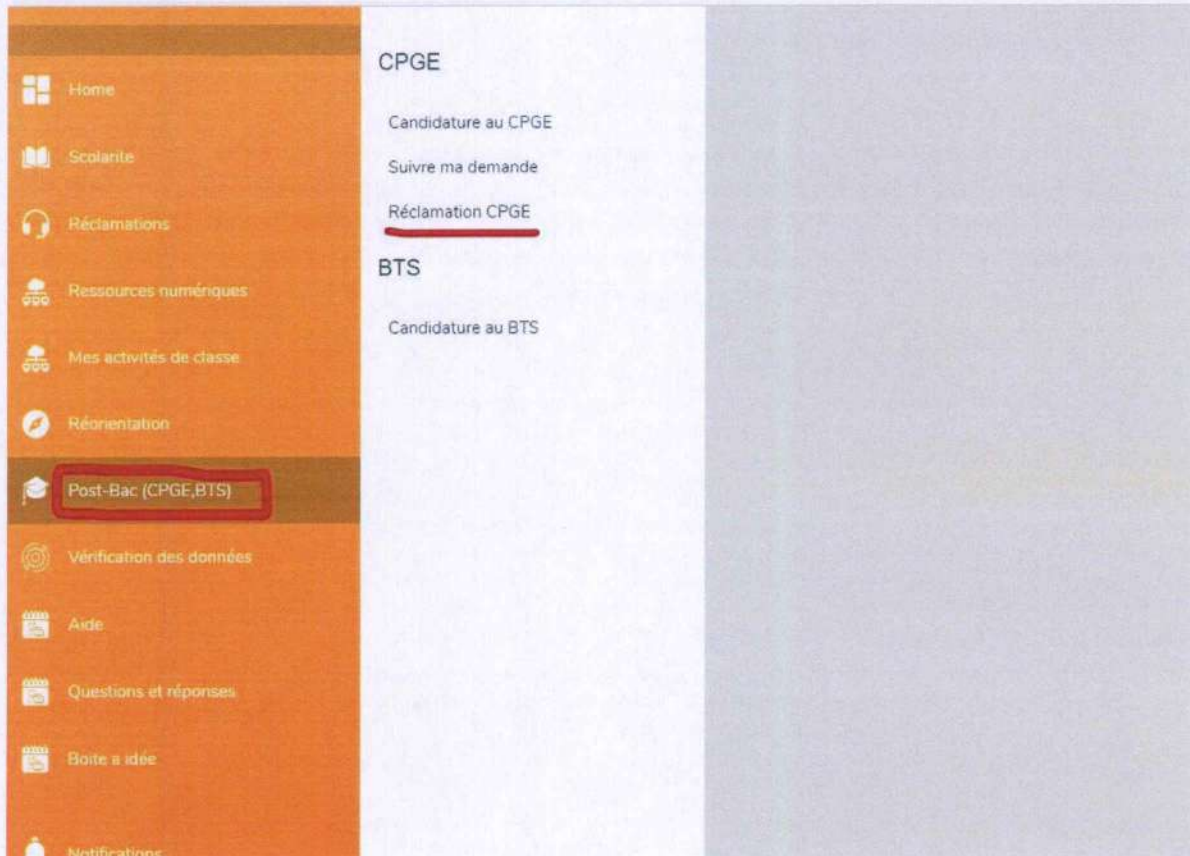 Home
Scolarite
Réclamations
Ressources numériques
Mes activités de classe
Réorientation
Post-Bac (CPGE,BTS)
Vérification des données
Aide
Questions et réponses
Boite a idée
Notifications
CPGE
Candidature au CPGE
Suivre ma demande
Réclamation CPGE
BTS
Candidature au BTS